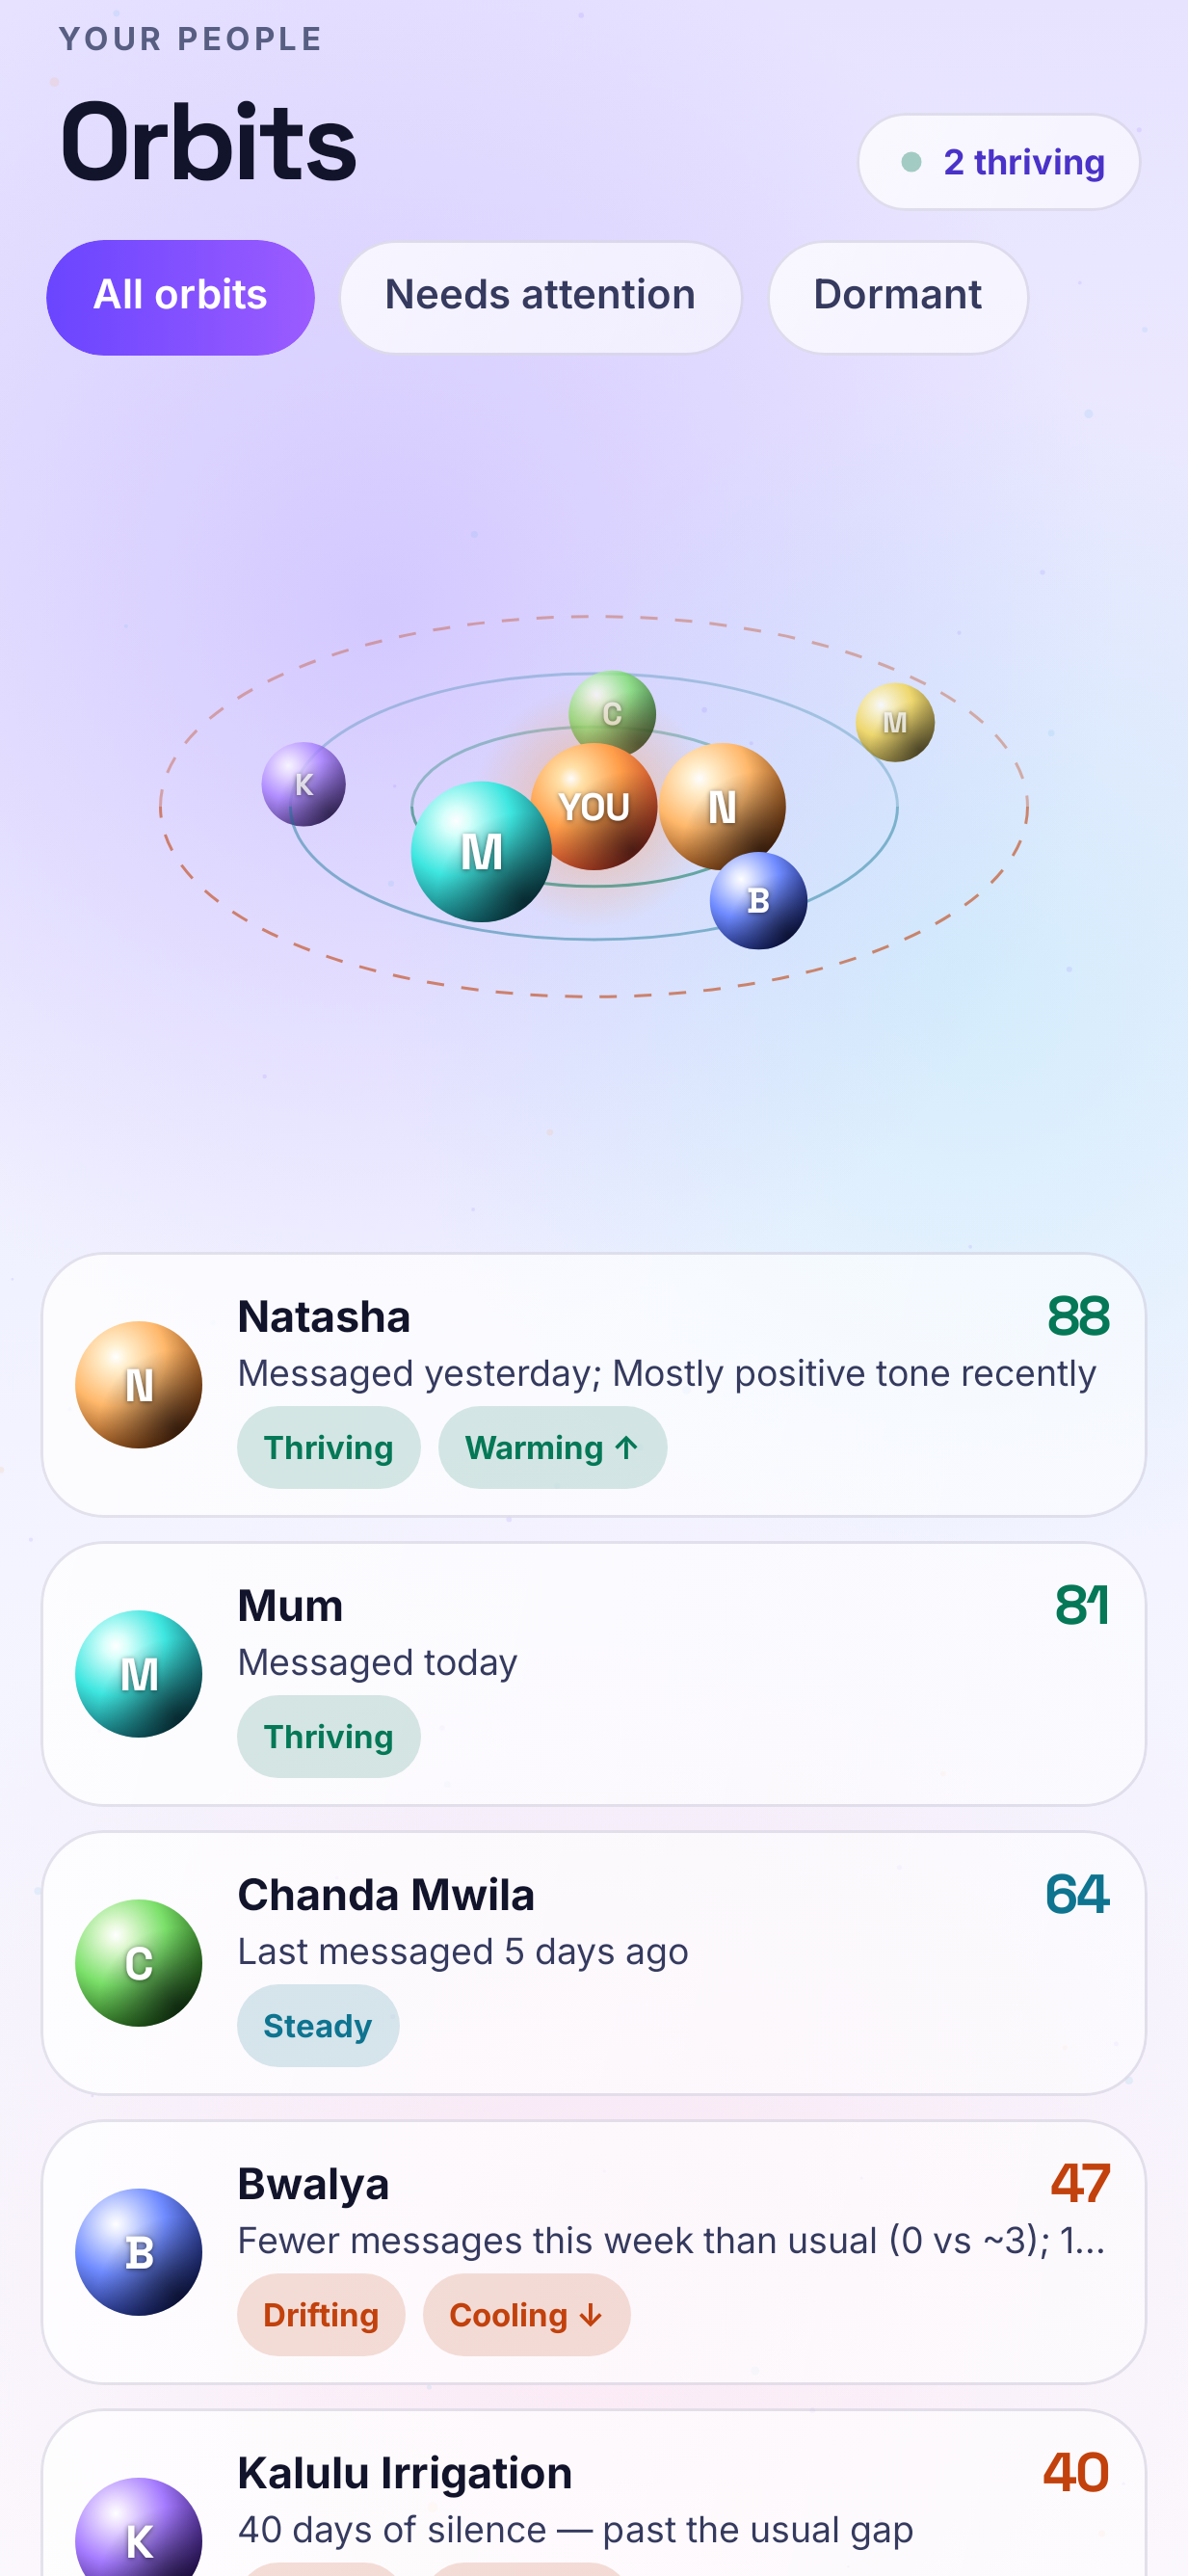 YOUR PEOPLE
Orbits
2 thriving
All orbits
Needs attention
Dormant
C
M
K
YOU
N
M
B
Natasha
88
N
Messaged yesterday; Mostly positive tone recently
Thriving
Warming ↑
Mum
81
M
Messaged today
Thriving
Chanda Mwila
64
C
Last messaged 5 days ago
Steady
Bwalya
47
B
Fewer messages this week than usual (0 vs ~3); 1...
Drifting
Cooling ↓
Kalulu Irrigation
40
K
40 days of silence — past the usual gap